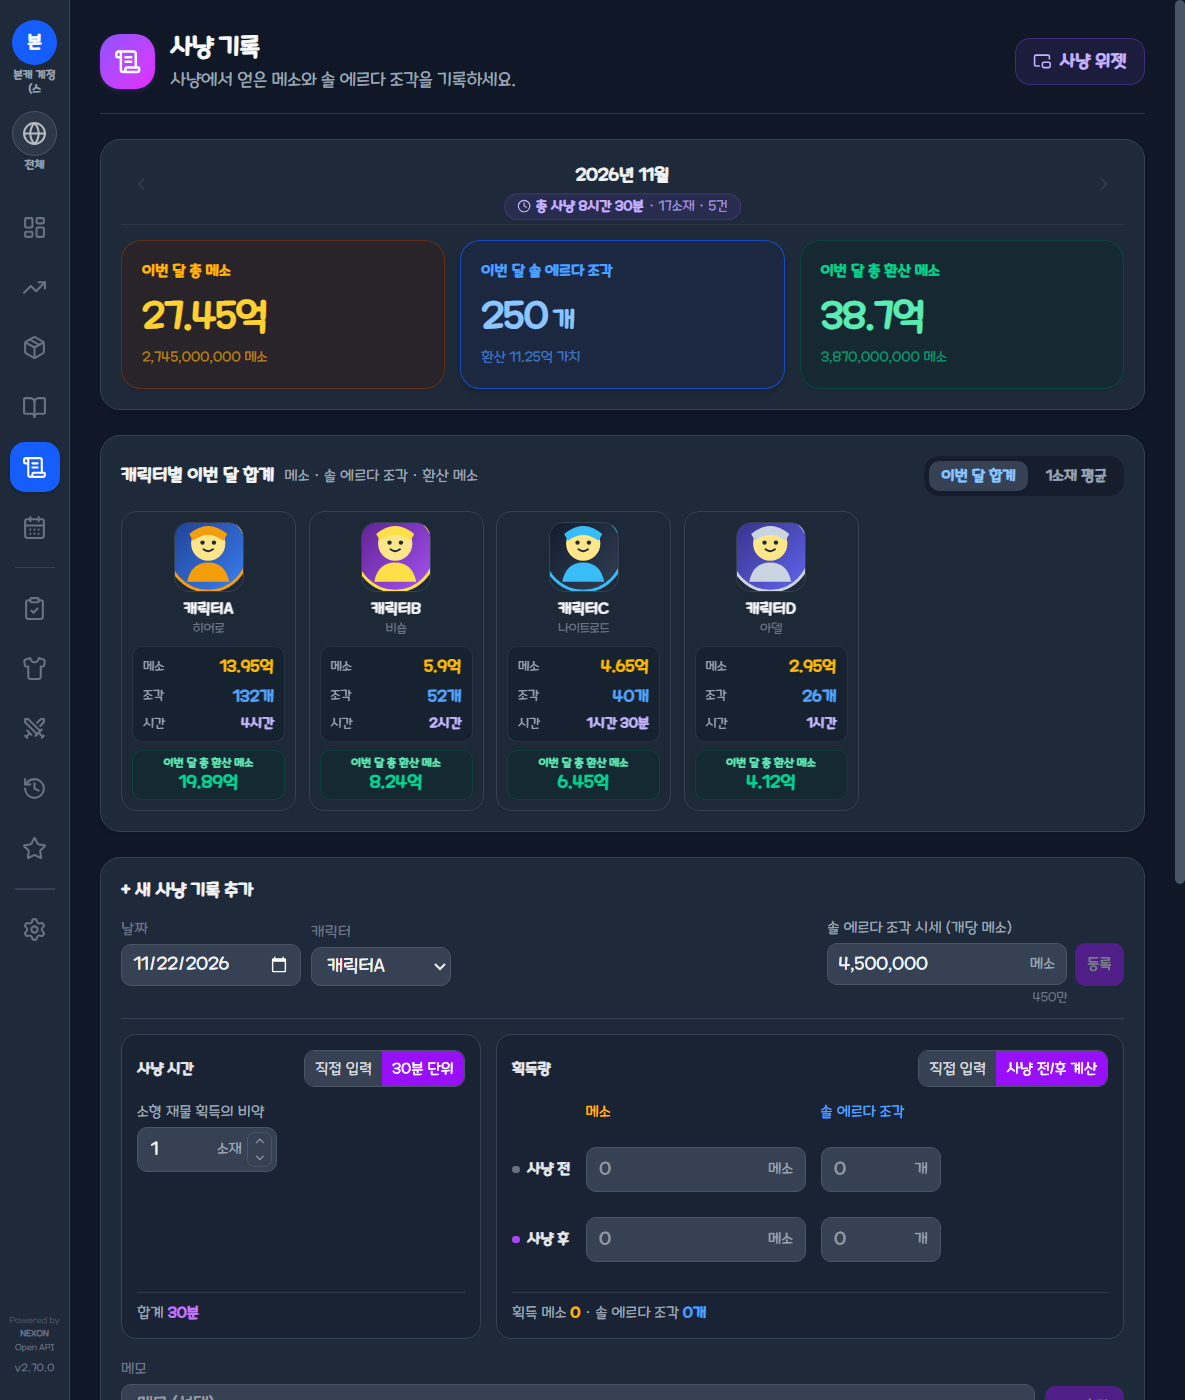 본
본캐 계정
(스
전체
Powered by
NEXON
Open API
v2.70.0
사냥 기록
사냥에서 얻은 메소와 솔 에르다 조각을 기록하세요.
사냥 위젯
2026년 11월
총 사냥 8시간 30분 · 17소재 · 5건
이번 달 총 메소
27.45억
2,745,000,000 메소
이번 달 솔 에르다 조각
250개
환산 11.25억 가치
이번 달 총 환산 메소
38.7억
3,870,000,000 메소
캐릭터별 이번 달 합계 메소 · 솔 에르다 조각 · 환산 메소
이번 달 합계 1소재 평균
캐릭터A
히어로
메소 13.95억
조각 132개
시간 4시간
이번 달 총 환산 메소
19.89억
캐릭터B
비숍
메소 5.9억
조각 52개
시간 2시간
이번 달 총 환산 메소
8.24억
캐릭터C
나이트로드
메소 4.65억
조각 40개
시간 1시간 30분
이번 달 총 환산 메소
6.45억
캐릭터D
아델
메소 2.95억
조각 26개
시간 1시간
이번 달 총 환산 메소
4.12억
+ 새 사냥 기록 추가
날짜
11/22/2026
캐릭터
캐릭터A
솔 에르다 조각 시세 (개당 메소)
4,500,000 메소
등록
450만
사냥 시간
직접 입력 30분 단위
소형 재물 획득의 비약
1 소재
합계 30분
획득량
직접 입력 사냥 전/후 계산
메소 솔 에르다 조각
사냥 전 0 메소 0 개
사냥 후 0 메소 0 개
획득 메소 0 · 솔 에르다 조각 0개
메모
메모 (선택)